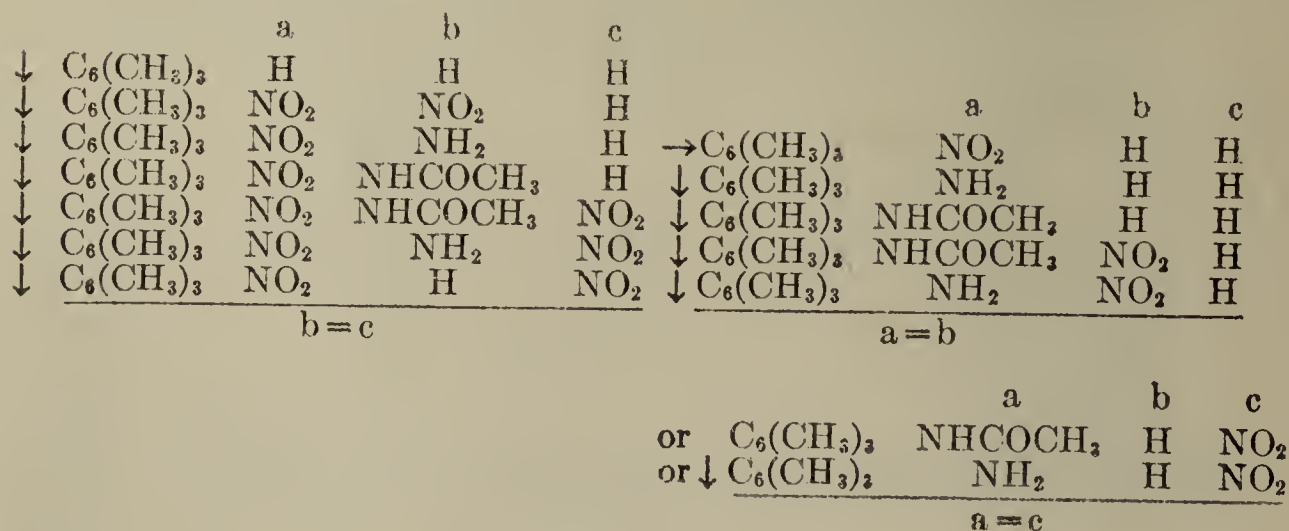 a b c
↓ C₆(CH₃)₃ H H H
↓ C₆(CH₃)₃ NO₂ NO₂ H
↓ C₆(CH₃)₃ NO₂ NH₂ H
↓ C₆(CH₃)₃ NO₂ NHCOCH₃ H
↓ C₆(CH₃)₃ NO₂ NHCOCH₃ NO₂
↓ C₆(CH₃)₃ NO₂ NH₂ NO₂
↓ C₆(CH₃)₃ NO₂ H NO₂
b = c
a b c
→ C₆(CH₃)₃ NO₂ H H
↓ C₆(CH₃)₃ NH₂ H H
↓ C₆(CH₃)₃ NHCOCH₃ H H
↓ C₆(CH₃)₃ NHCOCH₃ NO₂ H
↓ C₆(CH₃)₃ NH₂ NO₂ H
a = b
a b c
or C₆(CH₃)₃ NHCOCH₃ H NO₂
or ↓ C₆(CH₃)₃ NH₂ H NO₂
a = c